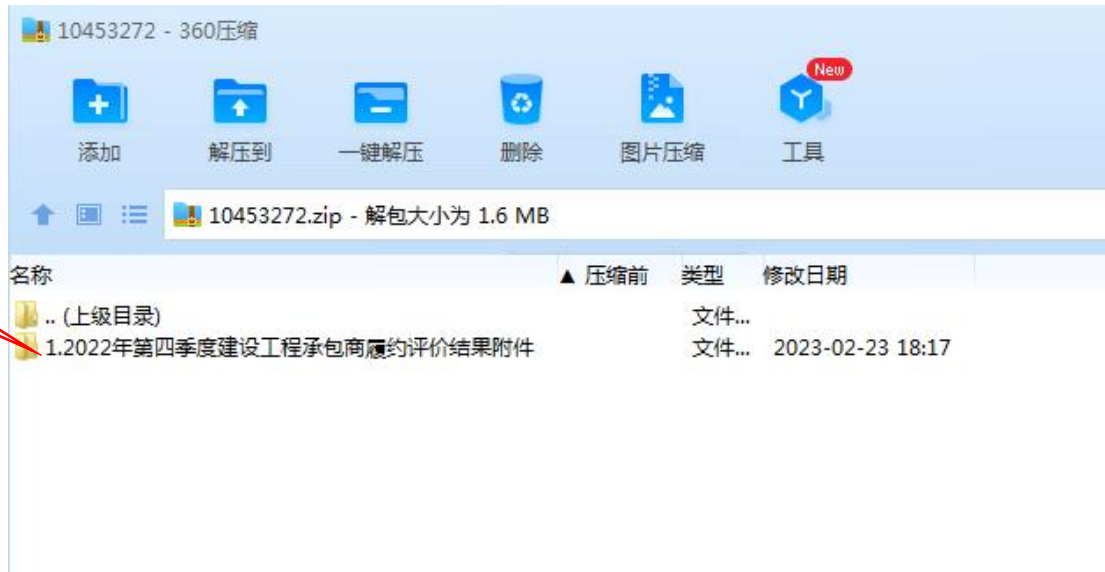 10453272 - 360压缩
New
添加 解压到 一键解压 删除 图片压缩 工具
10453272.zip - 解包大小为 1.6 MB
名称 ▲ 压缩前 类型 修改日期
.. (上级目录) 文件...
1.2022年第四季度建设工程承包商履约评价结果附件 文件... 2023-02-23 18:17